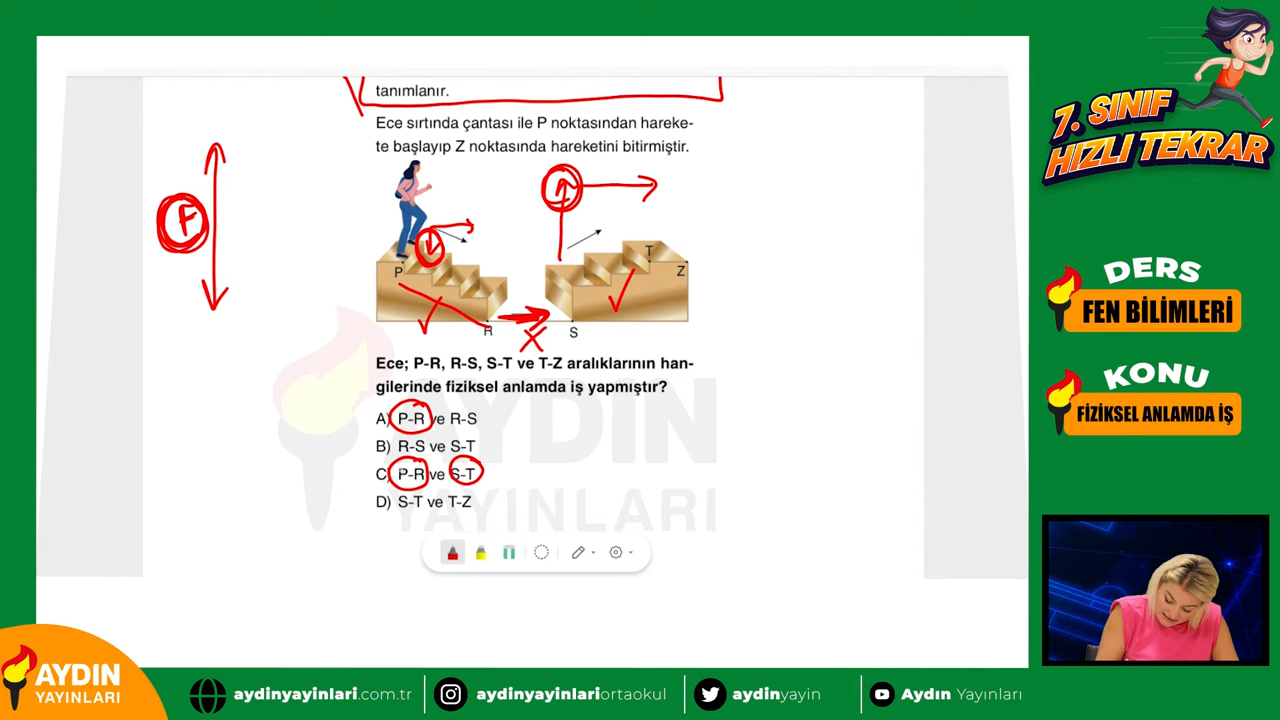 tanımlanır.
Ece sırtında çantası ile P noktasından hareke-
te başlayıp Z noktasında hareketini bitirmiştir.
F
P
R
S
T
Z
X
Ece; P-R, R-S, S-T ve T-Z aralıklarının han-
gilerinde fiziksel anlamda iş yapmıştır?
A) P-R ve R-S
B) R-S ve S-T
C) P-R ve S-T
D) S-T ve T-Z
AYDIN
YAYINLARI
7. SINIF
HIZLI TEKRAR
DERS
FEN BİLİMLERİ
KONU
FİZİKSEL ANLAMDA İŞ
AYDIN
YAYINLARI
aydinyayinlari.com.tr
aydinyayinlariortaokul
aydinyayin
Aydın Yayınları